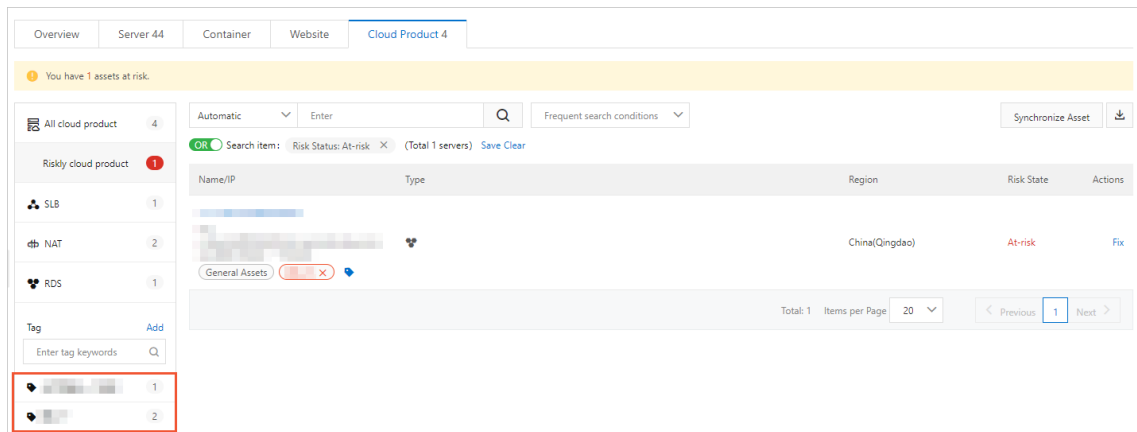 Overview Server 44 Container Website Cloud Product 4
You have 1 assets at risk.
All cloud product 4
Riskly cloud product 1
SLB 1
NAT 2
RDS 1
Tag Add
Enter tag keywords
1
2
Automatic Enter Frequent search conditions Synchronize Asset
OR Search item: Risk Status: At-risk × (Total 1 servers) Save Clear
Name/IP Type Region Risk State Actions
China(Qingdao) At-risk Fix
General Assets ×
Total: 1 Items per Page 20 < Previous 1 Next >